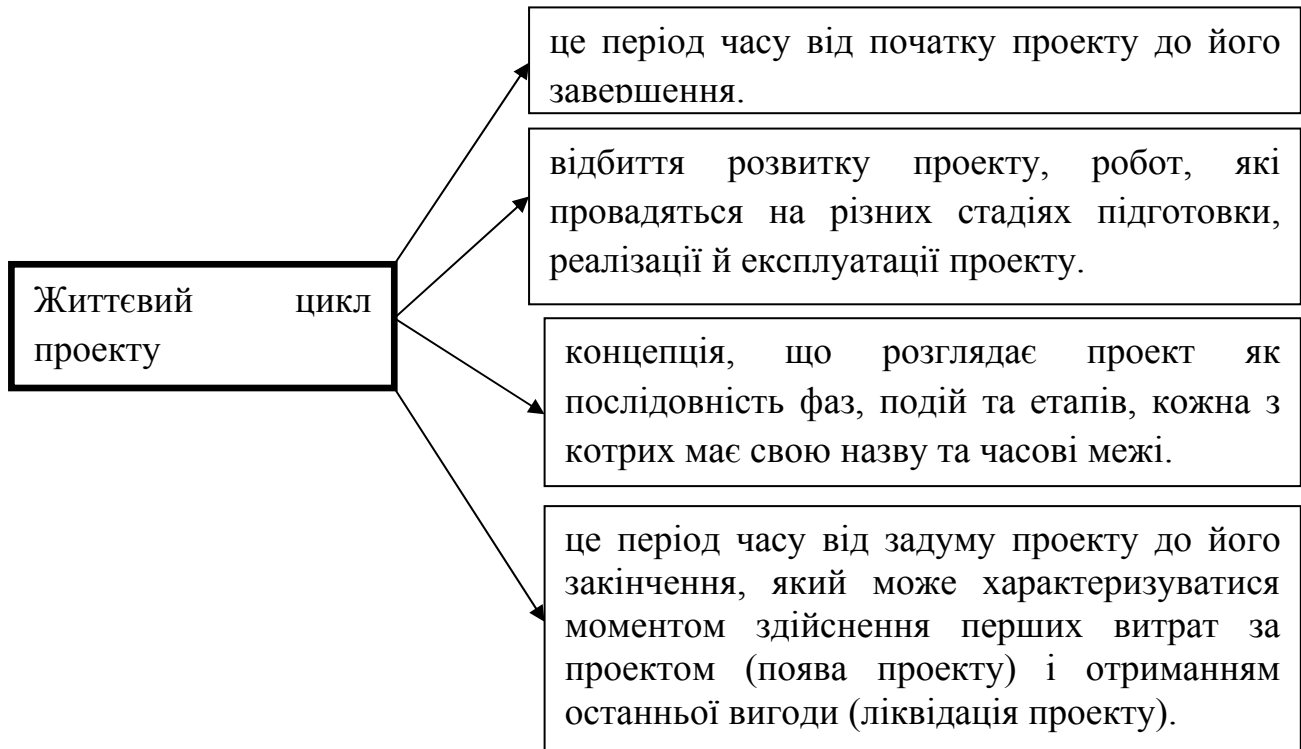 це період часу від початку проекту до його
завершення.
відбиття розвитку проекту, робот, які
провадяться на різних стадіях підготовки,
реалізації й експлуатації проекту.
Життєвий цикл
проекту
концепція, що розглядає проект як
послідовність фаз, подій та етапів, кожна з
котрих має свою назву та часові межі.
це період часу від задуму проекту до його
закінчення, який може характеризуватися
моментом здійснення перших витрат за
проектом (поява проекту) і отриманням
останньої вигоди (ліквідація проекту).